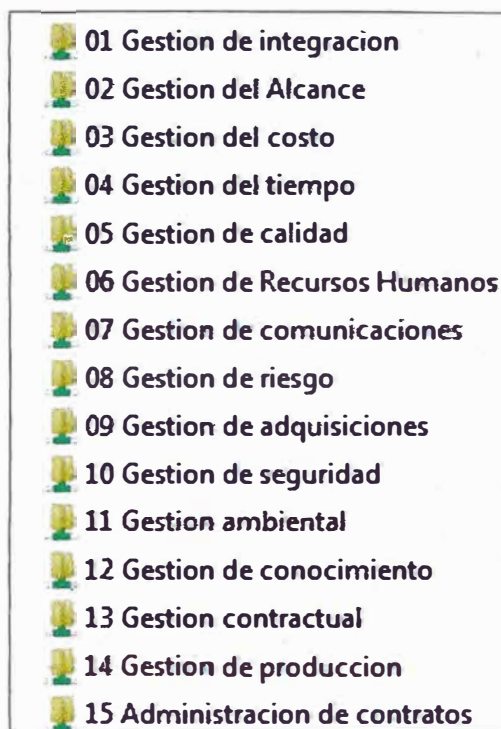 01 Gestion de integracion
02 Gestion del Alcance
03 Gestion del costo
04 Gestion del tiempo
05 Gestion de calidad
06 Gestion de Recursos Humanos
07 Gestion de comunicaciones
08 Gestion de riesgo
09 Gestion de adquisiciones
10 Gestion de seguridad
11 Gestion ambiental
12 Gestion de conocimiento
13 Gestion contractual
14 Gestion de produccion
15 Administracion de contratos